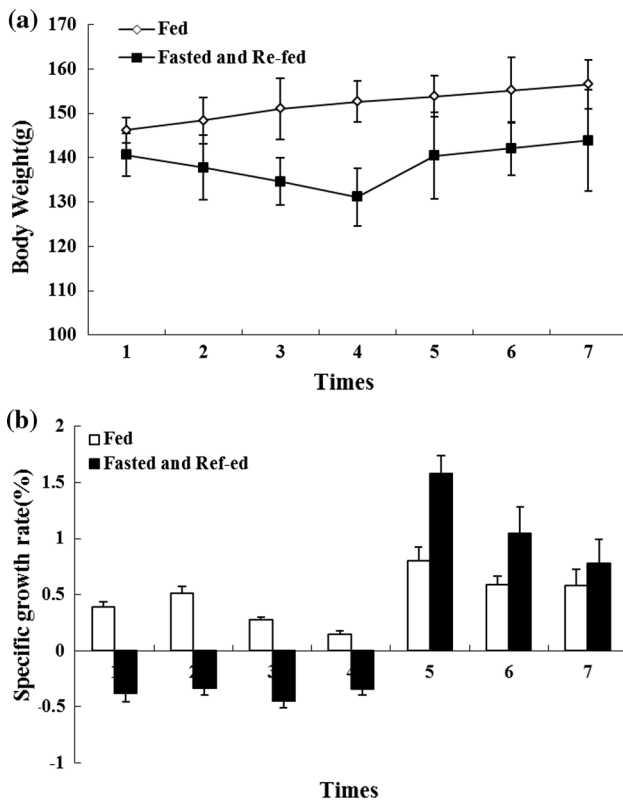 (a)
170
160
150
140
130
120
110
100
Body Weight(g)
Fed
Fasted and Re-fed
1 2 3 4 5 6 7
Times
(b)
2
1.5
1
0.5
0
-0.5
-1
Specific growth rate(%)
Fed
Fasted and Ref-ed
1 2 3 4 5 6 7
Times